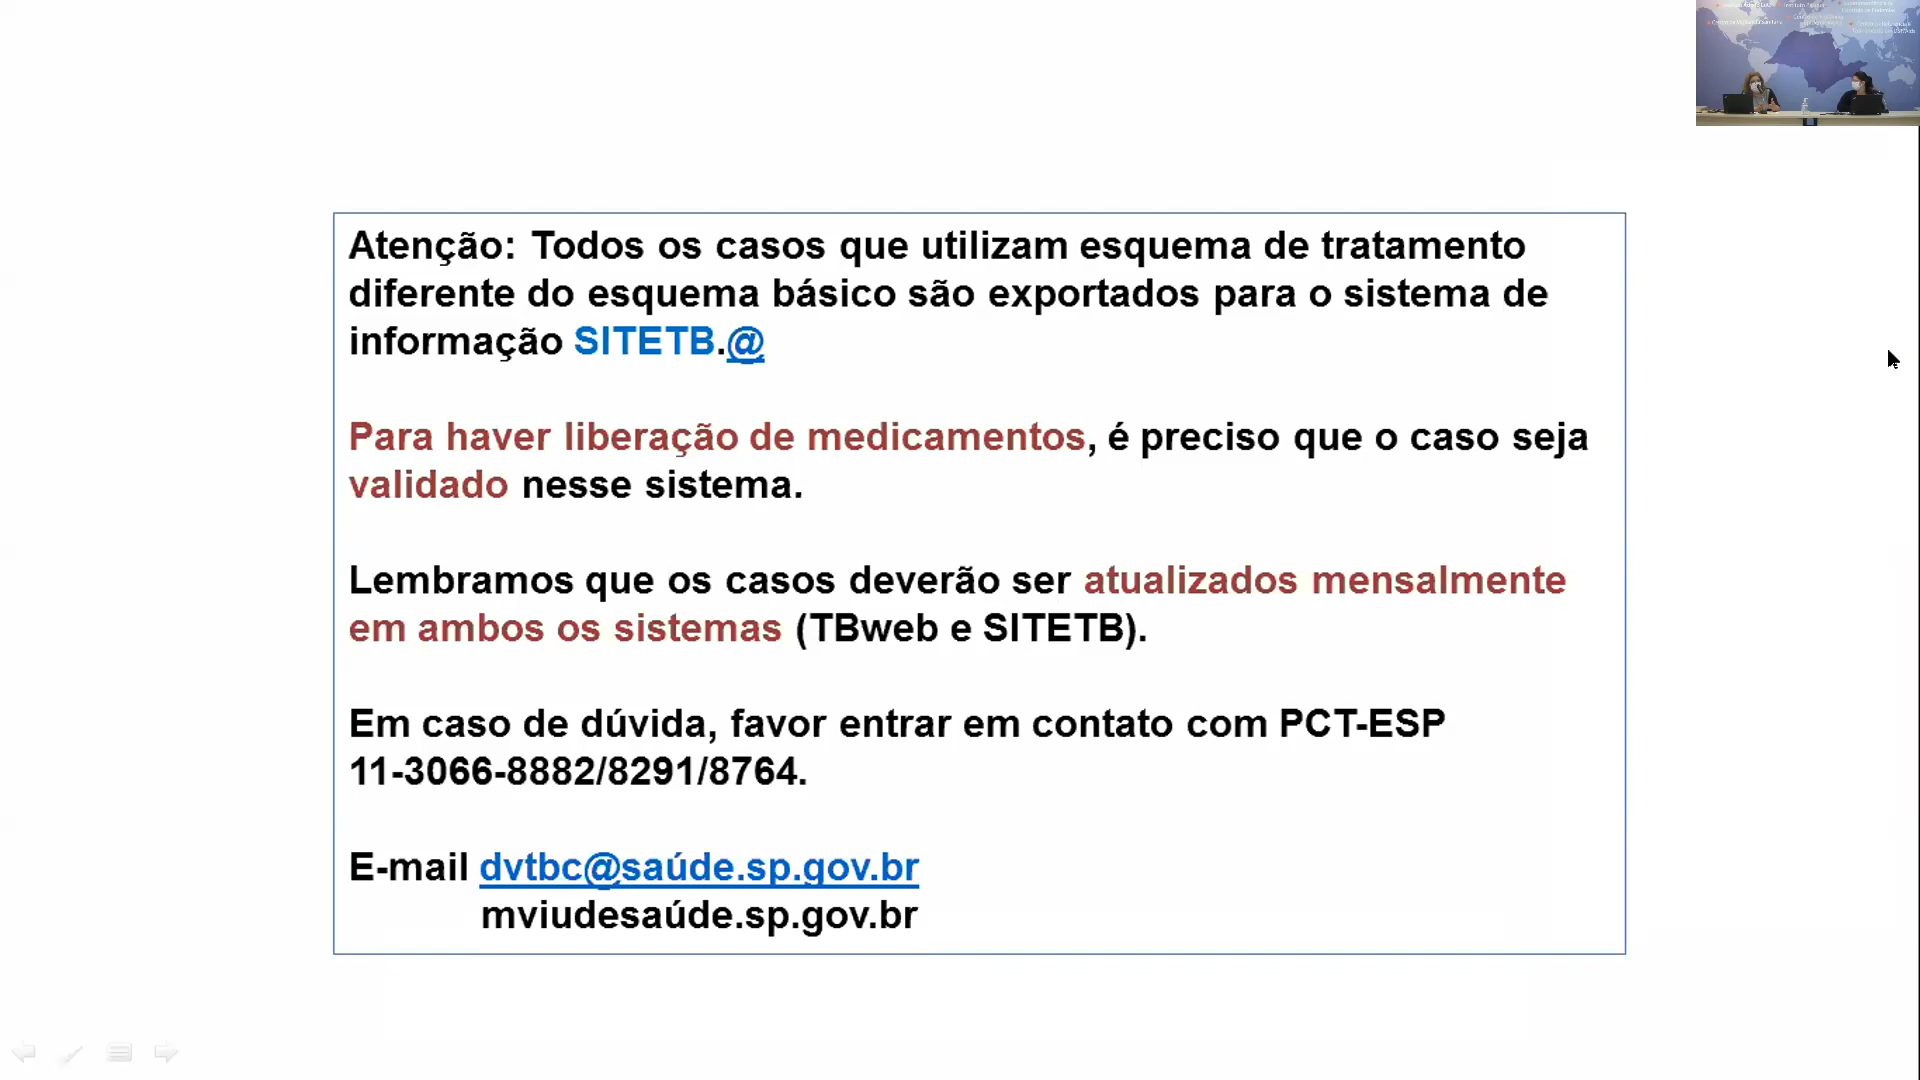 Atenção: Todos os casos que utilizam esquema de tratamento
diferente do esquema básico são exportados para o sistema de
informação SITETB.@
Para haver liberação de medicamentos, é preciso que o caso seja
validado nesse sistema.
Lembramos que os casos deverão ser atualizados mensalmente
em ambos os sistemas (TBweb e SITETB).
Em caso de dúvida, favor entrar em contato com PCT-ESP
11-3066-8882/8291/8764.
E-mail dvtbc@saúde.sp.gov.br
mviudesaúde.sp.gov.br